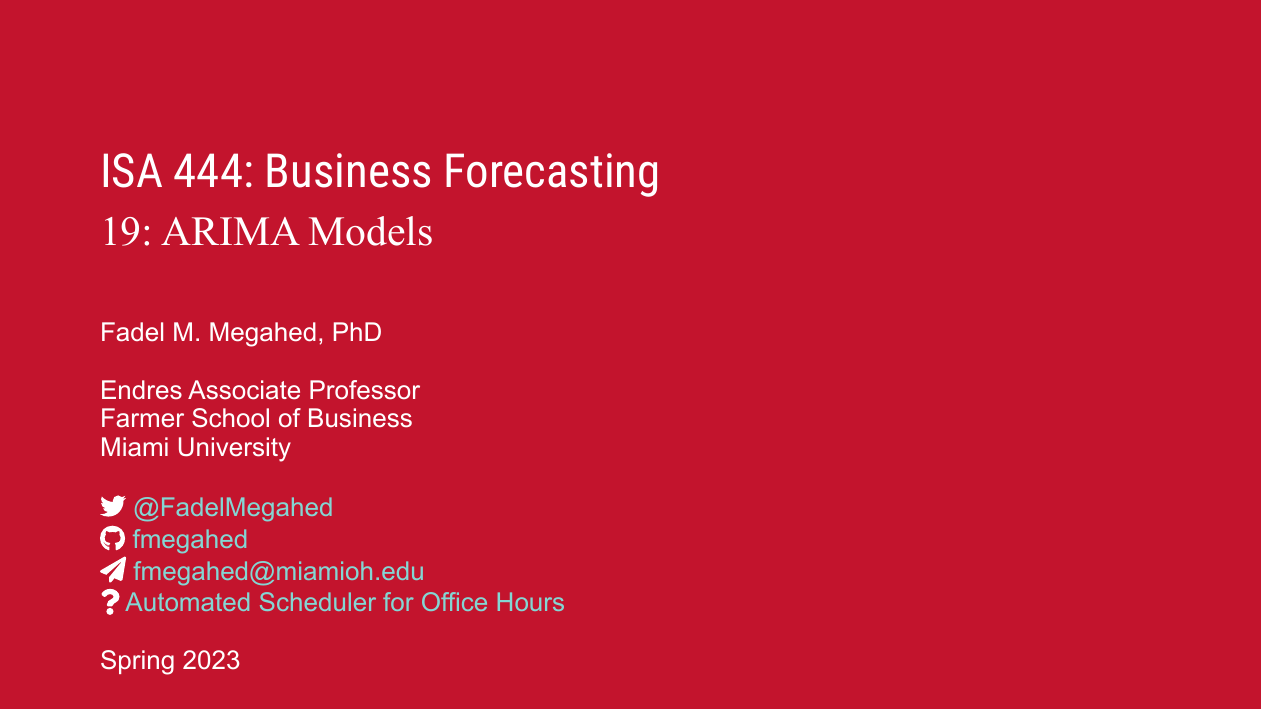 ISA 444: Business Forecasting
19: ARIMA Models
Fadel M. Megahed, PhD
Endres Associate Professor
Farmer School of Business
Miami University
@FadelMegahed
fmegahed
fmegahed@miamioh.edu
Automated Scheduler for Office Hours
Spring 2023